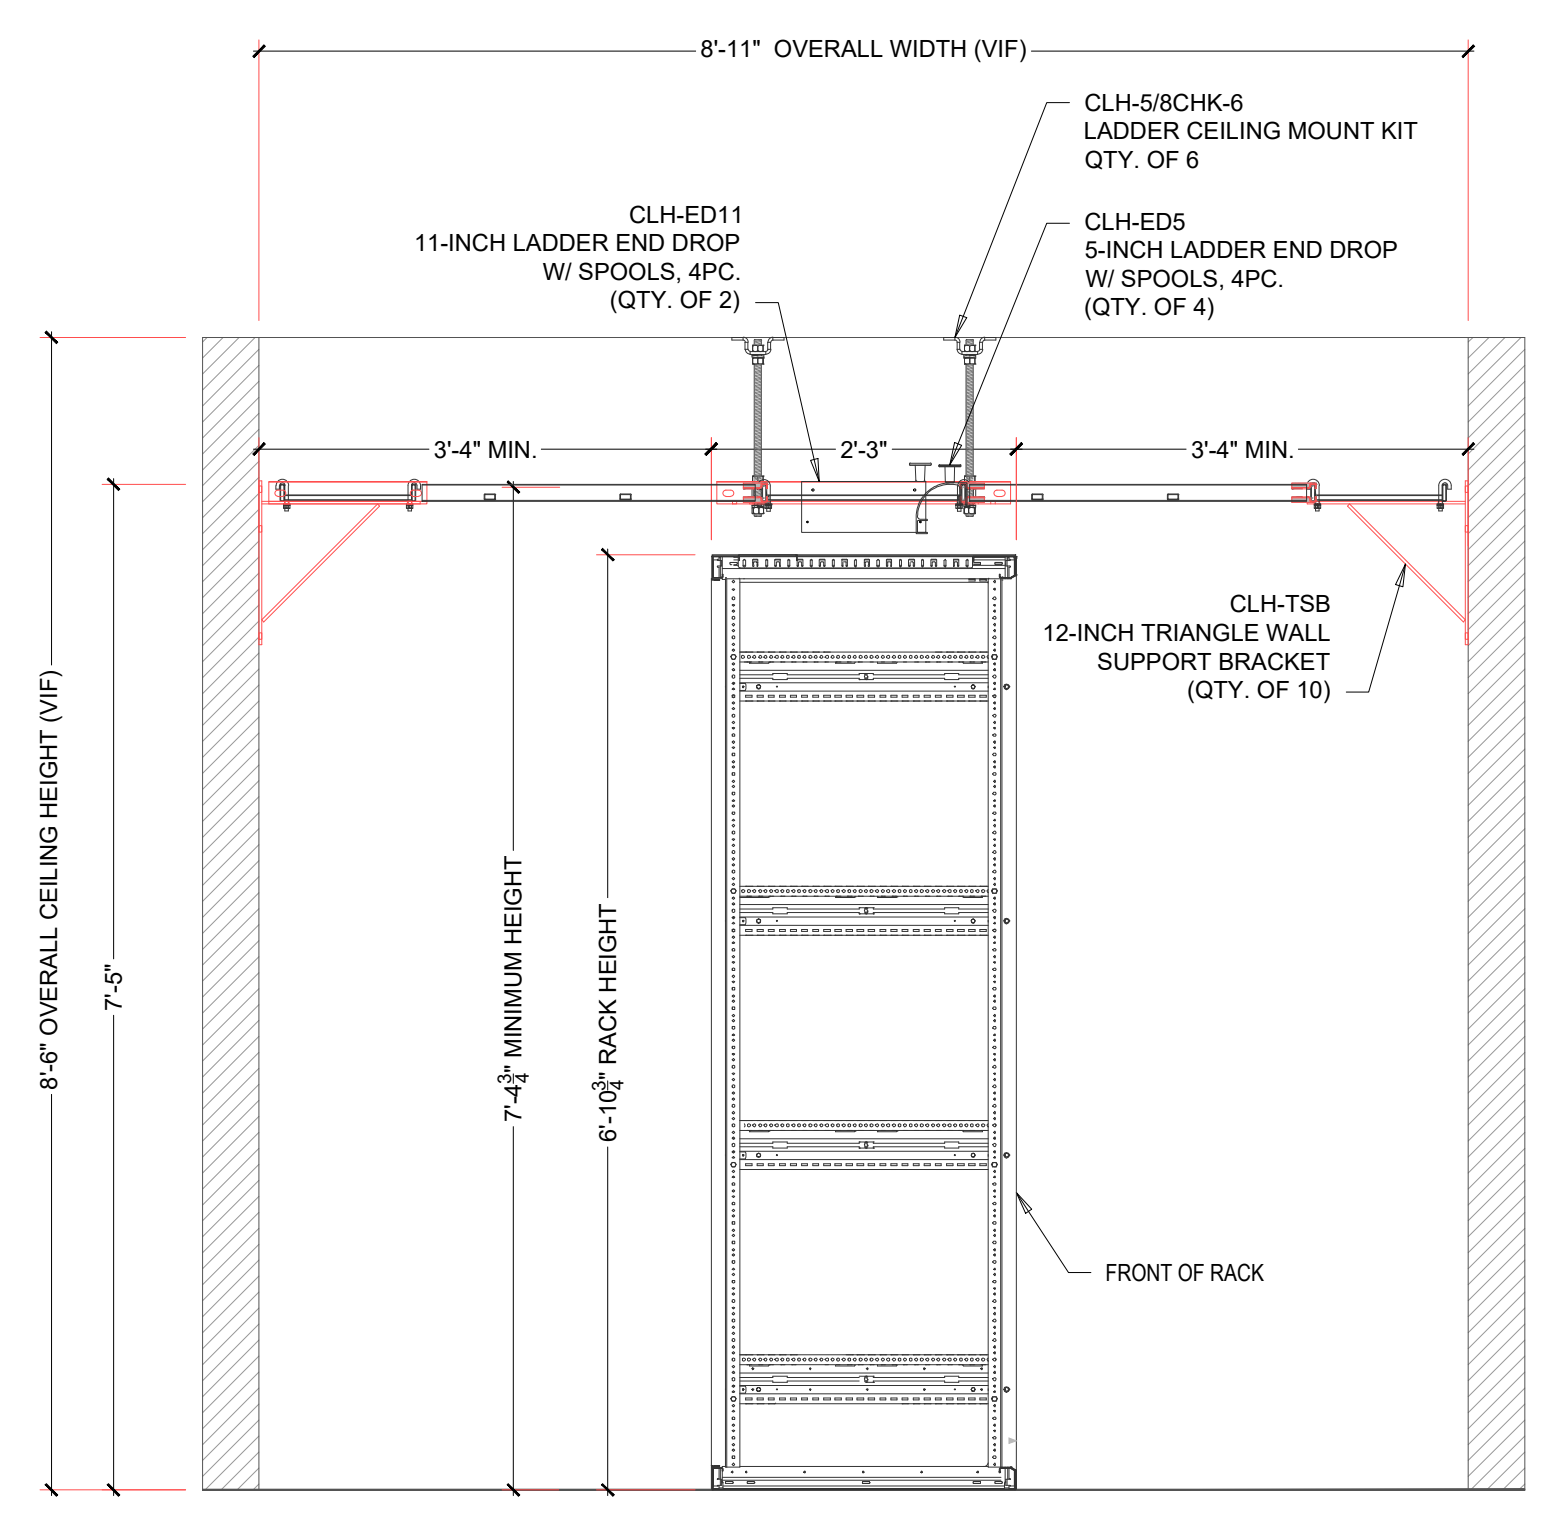 8'-11" OVERALL WIDTH (VIF)
CLH-5/8CHK-6
LADDER CEILING MOUNT KIT
QTY. OF 6
CLH-ED11
11-INCH LADDER END DROP
W/ SPOOLS, 4PC.
(QTY. OF 2)
CLH-ED5
5-INCH LADDER END DROP
W/ SPOOLS, 4PC.
(QTY. OF 4)
3'-4" MIN.
2'-3"
3'-4" MIN.
CLH-TSB
12-INCH TRIANGLE WALL
SUPPORT BRACKET
(QTY. OF 10)
8'-6" OVERALL CEILING HEIGHT (VIF)
7'-5"
7'-4 3/4" MINIMUM HEIGHT
6'-10 3/4" RACK HEIGHT
FRONT OF RACK